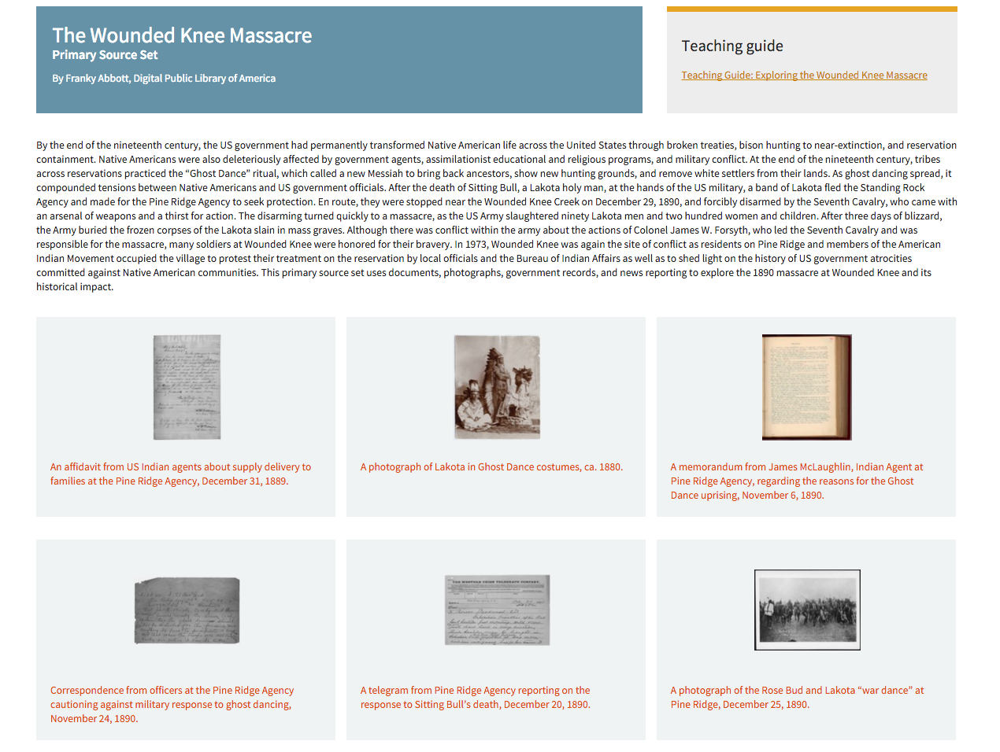 The Wounded Knee Massacre
Primary Source Set
By Franky Abbott, Digital Public Library of America
Teaching guide
Teaching Guide: Exploring the Wounded Knee Massacre
By the end of the nineteenth century, the US government had permanently transformed Native American life across the United States through broken treaties, bison hunting to near-extinction, and reservation
containment. Native Americans were also deleteriously affected by government agents, assimilationist educational and religious programs, and military conflict. At the end of the nineteenth century, tribes
across reservations practiced the “Ghost Dance” ritual, which called a new Messiah to bring back ancestors, show new hunting grounds, and remove white settlers from their lands. As ghost dancing spread, it
compounded tensions between Native Americans and US government officials. After the death of Sitting Bull, a Lakota holy man, at the hands of the US military, a band of Lakota fled the Standing Rock
Agency and made for the Pine Ridge Agency to seek protection. En route, they were stopped near the Wounded Knee Creek on December 29, 1890, and forcibly disarmed by the Seventh Cavalry, who came with
an arsenal of weapons and a thirst for action. The disarming turned quickly to a massacre, as the US Army slaughtered ninety Lakota men and two hundred women and children. After three days of blizzard,
the Army buried the frozen corpses of the Lakota slain in mass graves. Although there was conflict within the army about the actions of Colonel James W. Forsyth, who led the Seventh Cavalry and was
responsible for the massacre, many soldiers at Wounded Knee were honored for their bravery. In 1973, Wounded Knee was again the site of conflict as residents on Pine Ridge and members of the American
Indian Movement occupied the village to protest their treatment on the reservation by local officials and the Bureau of Indian Affairs as well as to shed light on the history of US government atrocities
committed against Native American communities. This primary source set uses documents, photographs, government records, and news reporting to explore the 1890 massacre at Wounded Knee and its
historical impact.
An affidavit from US Indian agents about supply delivery to
families at the Pine Ridge Agency, December 31, 1889.
A photograph of Lakota in Ghost Dance costumes, ca. 1880.
A memorandum from James McLaughlin, Indian Agent at
Pine Ridge Agency, regarding the reasons for the Ghost
Dance uprising, November 6, 1890.
THE WESTERN UNION TELEGRAPH COMPANY.
Correspondence from officers at the Pine Ridge Agency
cautioning against military response to ghost dancing,
November 24, 1890.
A telegram from Pine Ridge Agency reporting on the
response to Sitting Bull’s death, December 20, 1890.
A photograph of the Rose Bud and Lakota “war dance” at
Pine Ridge, December 25, 1890.